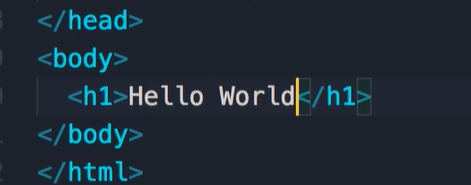 </head>
<body>
<h1>Hello World</h1>
</body>
</html>